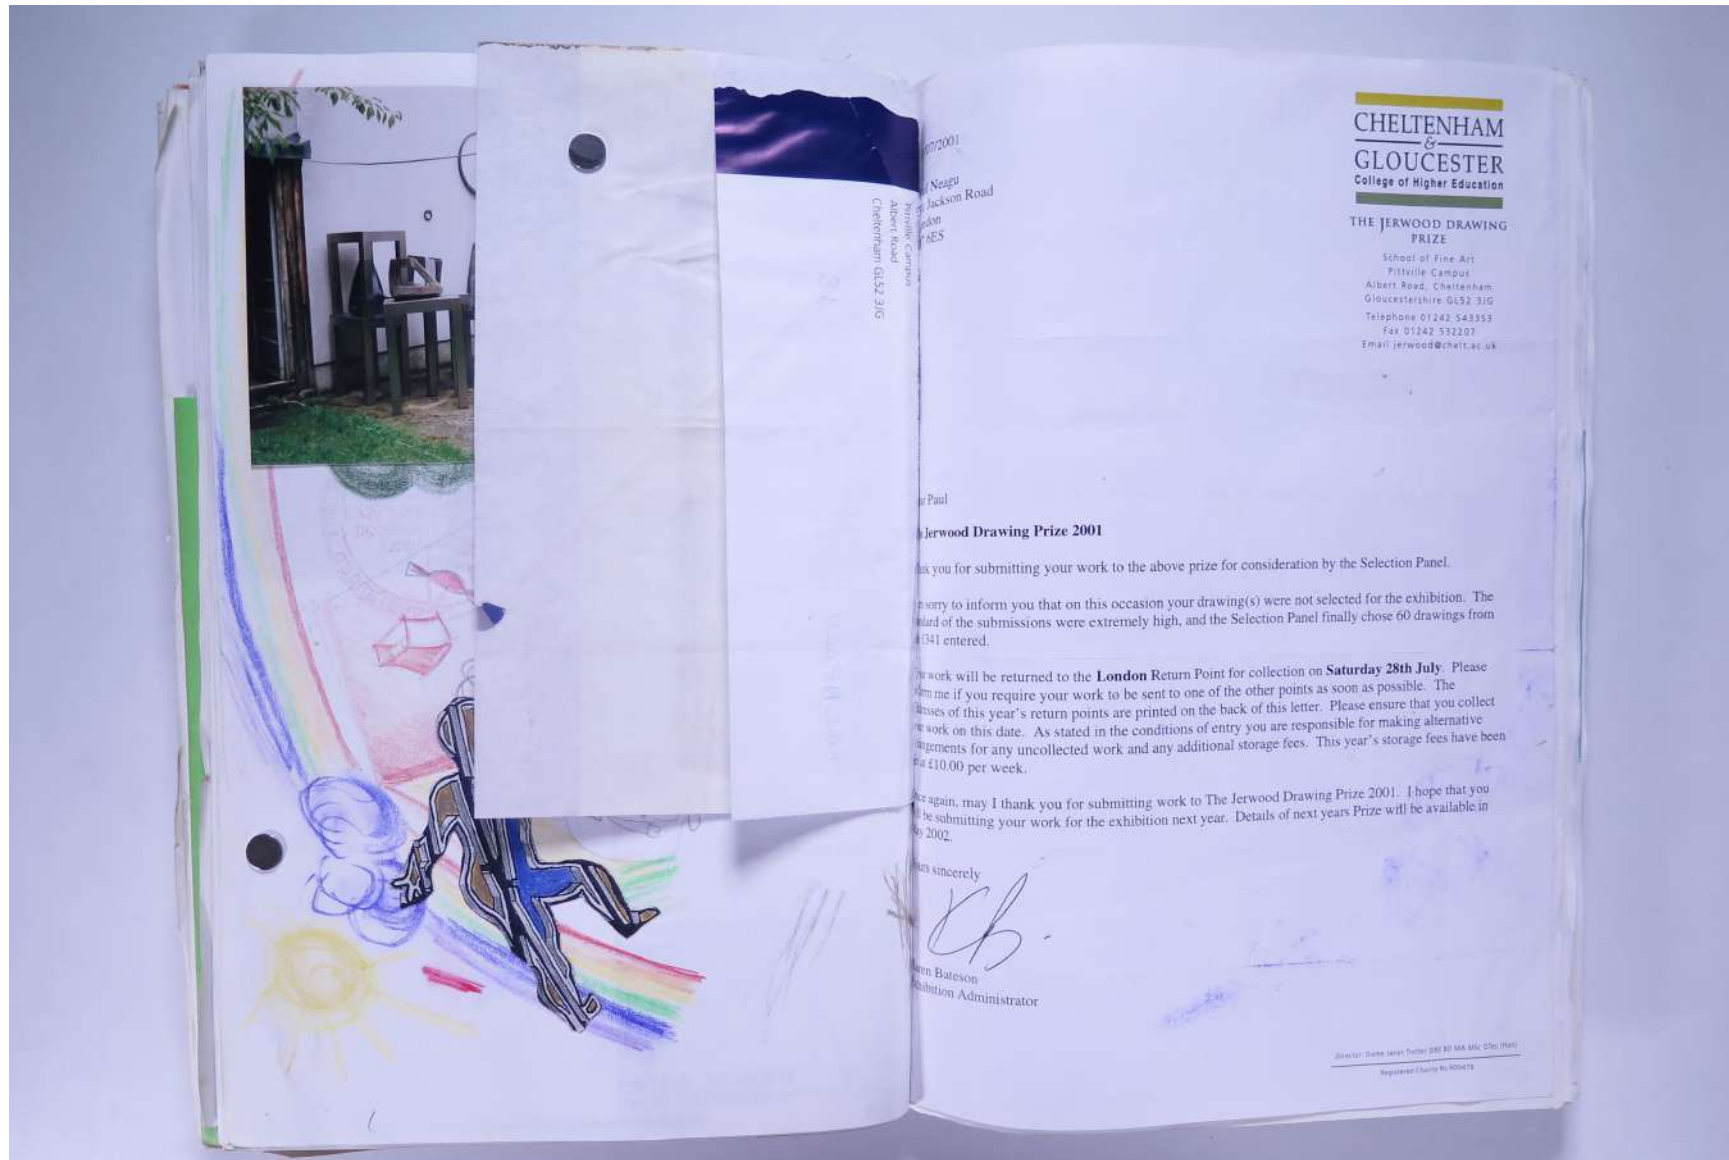 Pittville Campus
Albert Road
Cheltenham GL52 3JG
07/2001
Neagu
Jackson Road
6ES
CHELTENHAM
&
GLOUCESTER
College of Higher Education
THE JERWOOD DRAWING
PRIZE
School of Fine Art
Pittville Campus
Albert Road, Cheltenham
Gloucestershire GL52 3JG
Telephone 01242 543353
Fax 01242 532207
Email jerwood@chelt.ac.uk
Paul
Jerwood Drawing Prize 2001
you for submitting your work to the above prize for consideration by the Selection Panel.
sorry to inform you that on this occasion your drawing(s) were not selected for the exhibition. The
of the submissions were extremely high, and the Selection Panel finally chose 60 drawings from
1341 entered.
work will be returned to the London Return Point for collection on Saturday 28th July. Please
me if you require your work to be sent to one of the other points as soon as possible. The
of this year's return points are printed on the back of this letter. Please ensure that you collect
work on this date. As stated in the conditions of entry you are responsible for making alternative
for any uncollected work and any additional storage fees. This year's storage fees have been
£10.00 per week.
again, may I thank you for submitting work to The Jerwood Drawing Prize 2001. I hope that you
be submitting your work for the exhibition next year. Details of next years Prize will be available in
2002.
sincerely
Bateson
Administrator
Director: Dame Janet Trotter
Registered Charity No